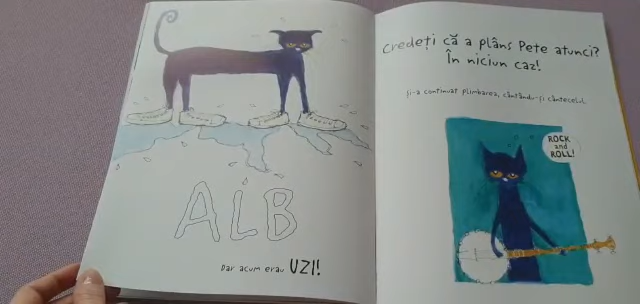 ALB
Dar acum erau UZI!
Credeți că a plâns Pete atunci?
În niciun caz!
Și-a continuat plimbarea, cântându-și cântecelul.
ROCK
and
ROLL!